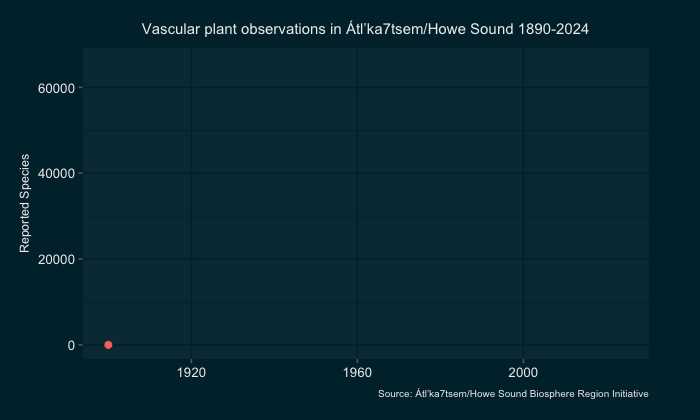 Vascular plant observations in Átl'ka7tsem/Howe Sound 1890-2024
60000
40000
20000
0
Reported Species
1920 1960 2000
Source: Átl'ka7tsem/Howe Sound Biosphere Region Initiative